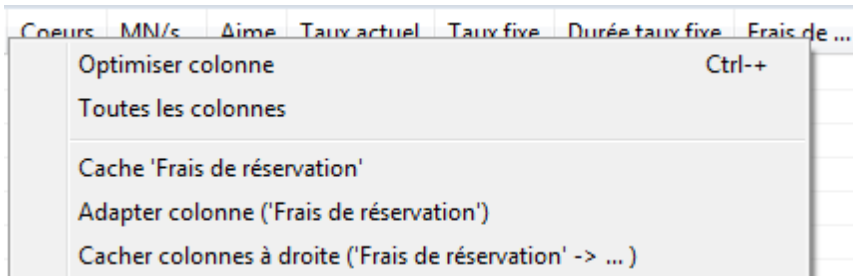 Coeurs MN/s Aime Taux actuel Taux fixe Durée taux fixe Frais de ...
Optimiser colonne Ctrl-+
Toutes les colonnes
Cache 'Frais de réservation'
Adapter colonne ('Frais de réservation')
Cacher colonnes à droite ('Frais de réservation' -> ... )